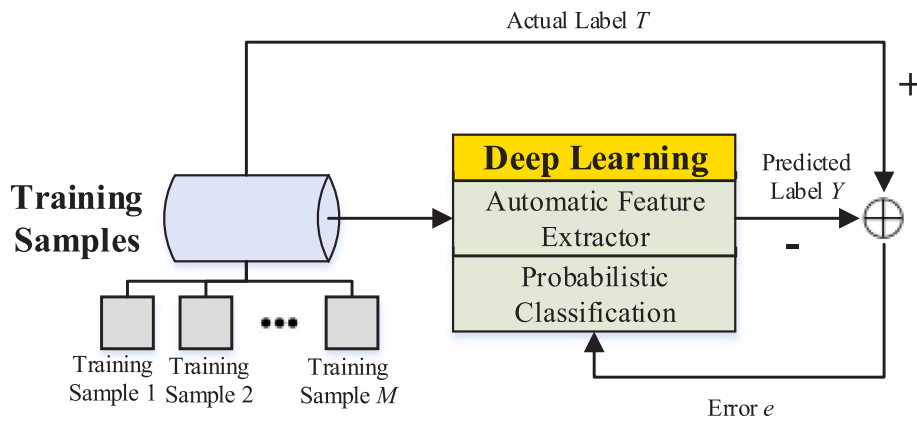 Actual Label T
+
Deep Learning
Predicted
Label Y
Training
Samples
Automatic Feature
Extractor
-
Probabilistic
Classification
•••
Training
Sample 1
Training
Sample 2
Training
Sample M
Error e